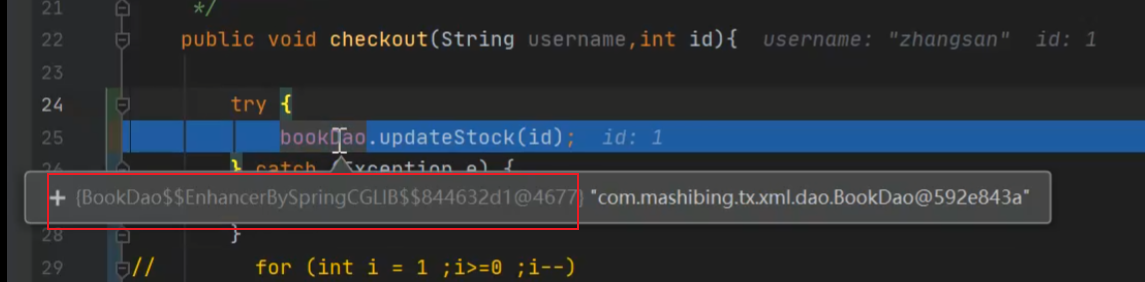 21 */
22 public void checkout(String username,int id){ username: "zhangsan" id: 1
23
24 try {
25 bookDao.updateStock(id); id: 1
26 } catch (Exception e) {
+ {BookDao$$EnhancerBySpringCGLIB$$844632d1@4677} "com.mashibing.tx.xml.dao.BookDao@592e843a"
28 }
29 // for (int i = 1 ;i>=0 ;i--)